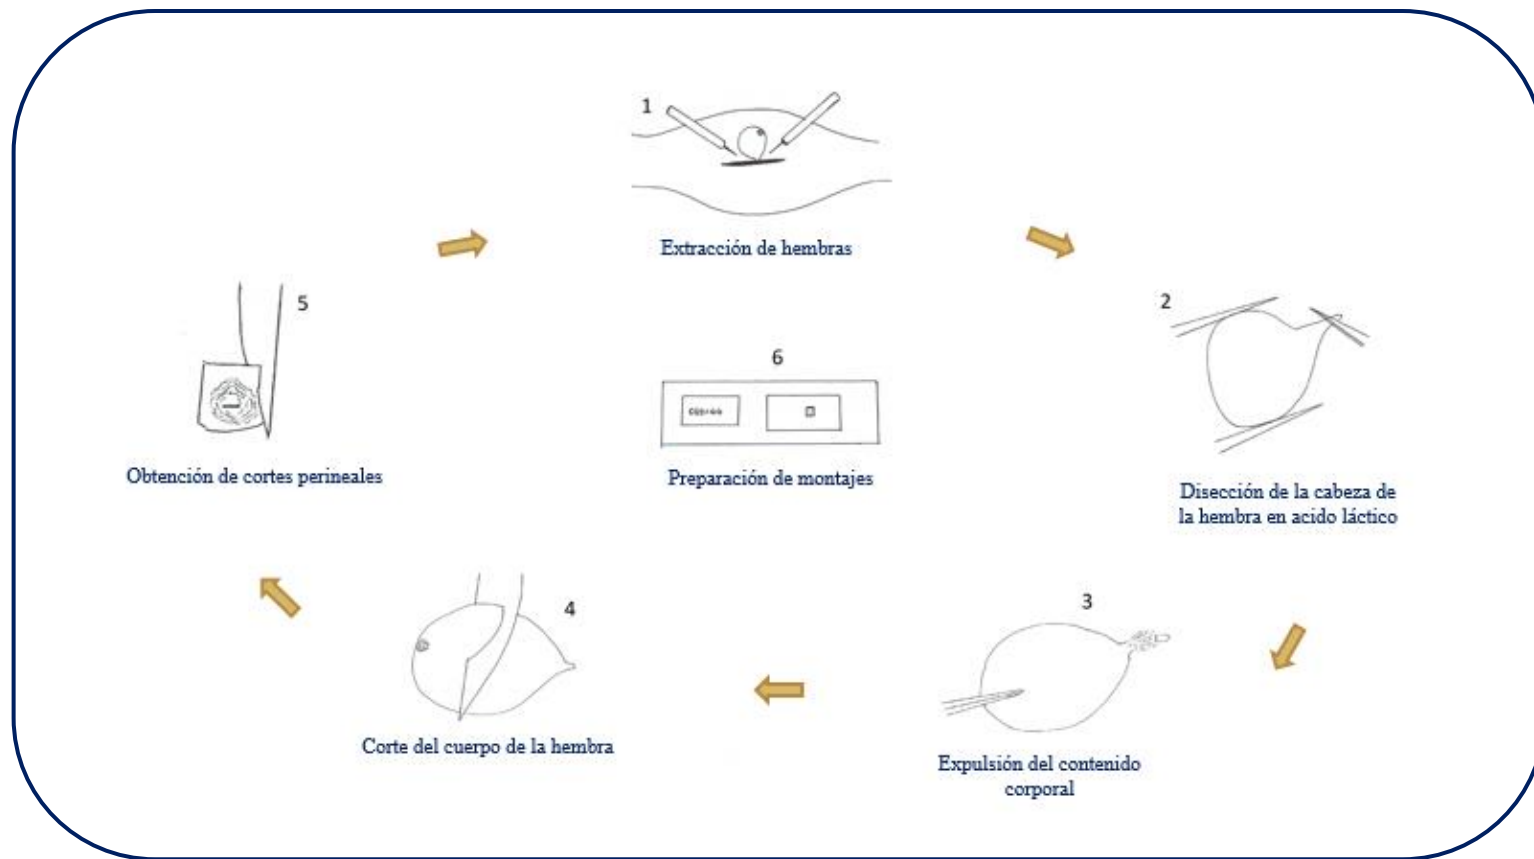 1
Extracción de hembras
2
Disección de la cabeza de
la hembra en acido láctico
3
Expulsión del contenido
corporal
4
Corte del cuerpo de la hembra
5
Obtención de cortes perineales
6
Preparación de montajes